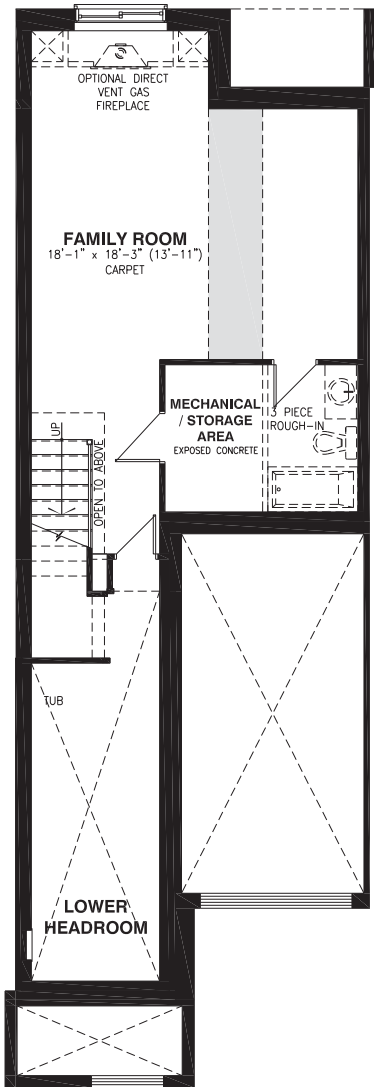 OPTIONAL DIRECT
VENT GAS
FIREPLACE
FAMILY ROOM
18'-1" x 18'-3" (13'-11")
CARPET
MECHANICAL
/ STORAGE
AREA
EXPOSED CONCRETE
3 PIECE
ROUGH-IN
UP
OPEN TO ABOVE
TUB
LOWER
HEADROOM